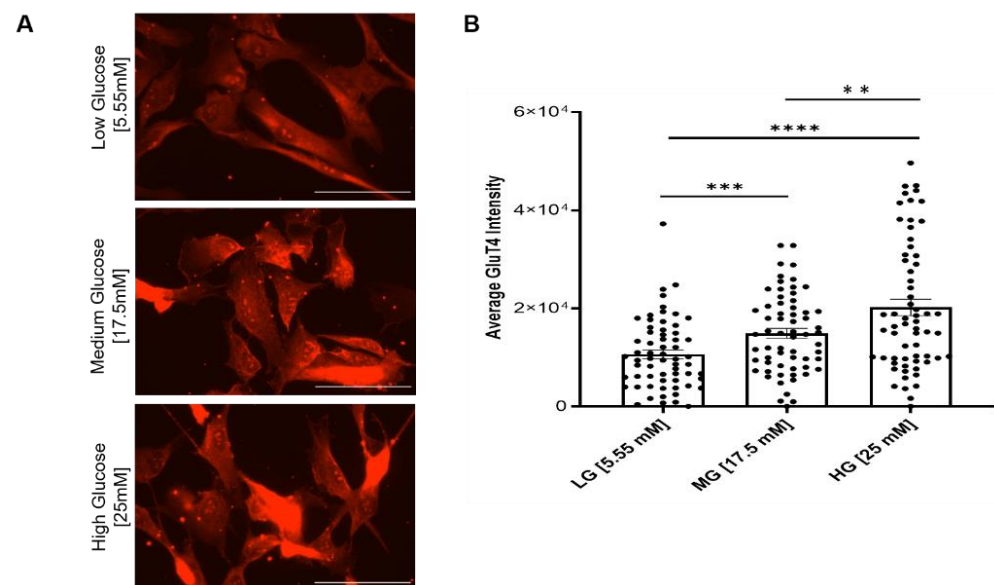 A
Low Glucose
[5.55mM]
Medium Glucose
[17.5mM]
High Glucose
[25mM]
B
**
****
***
6×10⁴
4×10⁴
2×10⁴
0
Average GluT4 Intensity
LG [5.55 mM]
MG [17.5 mM]
HG [25 mM]